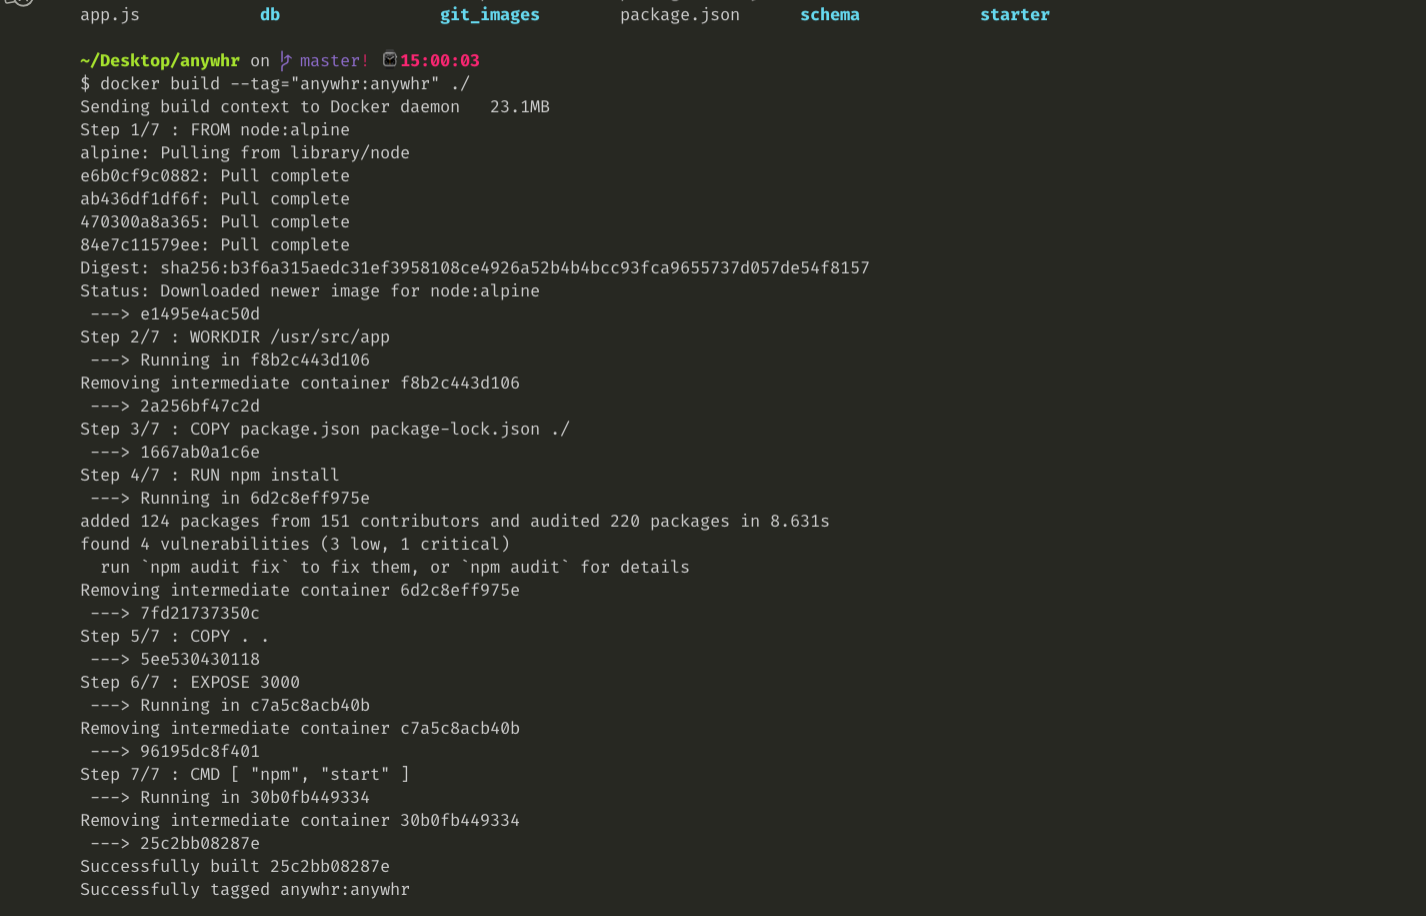 app.js db git_images package.json schema starter
~/Desktop/anywhr on master! 15:00:03
$ docker build --tag="anywhr:anywhr" ./
Sending build context to Docker daemon 23.1MB
Step 1/7 : FROM node:alpine
alpine: Pulling from library/node
e6b0cf9c0882: Pull complete
ab436df1df6f: Pull complete
470300a8a365: Pull complete
84e7c11579ee: Pull complete
Digest: sha256:b3f6a315aedc31ef3958108ce4926a52b4b4bcc93fca9655737d057de54f8157
Status: Downloaded newer image for node:alpine
---> e1495e4ac50d
Step 2/7 : WORKDIR /usr/src/app
---> Running in f8b2c443d106
Removing intermediate container f8b2c443d106
---> 2a256bf47c2d
Step 3/7 : COPY package.json package-lock.json ./
---> 1667ab0a1c6e
Step 4/7 : RUN npm install
---> Running in 6d2c8eff975e
added 124 packages from 151 contributors and audited 220 packages in 8.631s
found 4 vulnerabilities (3 low, 1 critical)
run `npm audit fix` to fix them, or `npm audit` for details
Removing intermediate container 6d2c8eff975e
---> 7fd21737350c
Step 5/7 : COPY . .
---> 5ee530430118
Step 6/7 : EXPOSE 3000
---> Running in c7a5c8acb40b
Removing intermediate container c7a5c8acb40b
---> 96195dc8f401
Step 7/7 : CMD [ "npm", "start" ]
---> Running in 30b0fb449334
Removing intermediate container 30b0fb449334
---> 25c2bb08287e
Successfully built 25c2bb08287e
Successfully tagged anywhr:anywhr